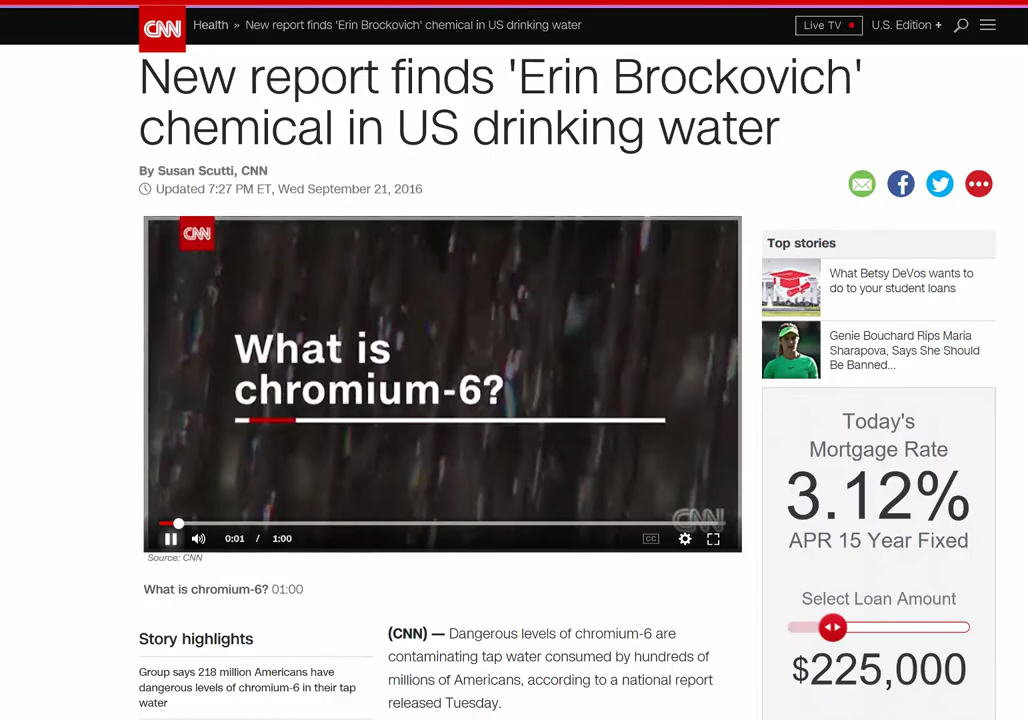 CNN Health » New report finds 'Erin Brockovich' chemical in US drinking water Live TV U.S. Edition +
New report finds 'Erin Brockovich'
chemical in US drinking water
By Susan Scutti, CNN
Updated 7:27 PM ET, Wed September 21, 2016
CNN
What is
chromium-6?
CNN
0:01 / 1:00 CC
Source: CNN
What is chromium-6? 01:00
Story highlights
Group says 218 million Americans have
dangerous levels of chromium-6 in their tap
water
(CNN) — Dangerous levels of chromium-6 are
contaminating tap water consumed by hundreds of
millions of Americans, according to a national report
released Tuesday.
Top stories
What Betsy DeVos wants to
do to your student loans
Genie Bouchard Rips Maria
Sharapova, Says She Should
Be Banned...
Today's
Mortgage Rate
3.12%
APR 15 Year Fixed
Select Loan Amount
$225,000